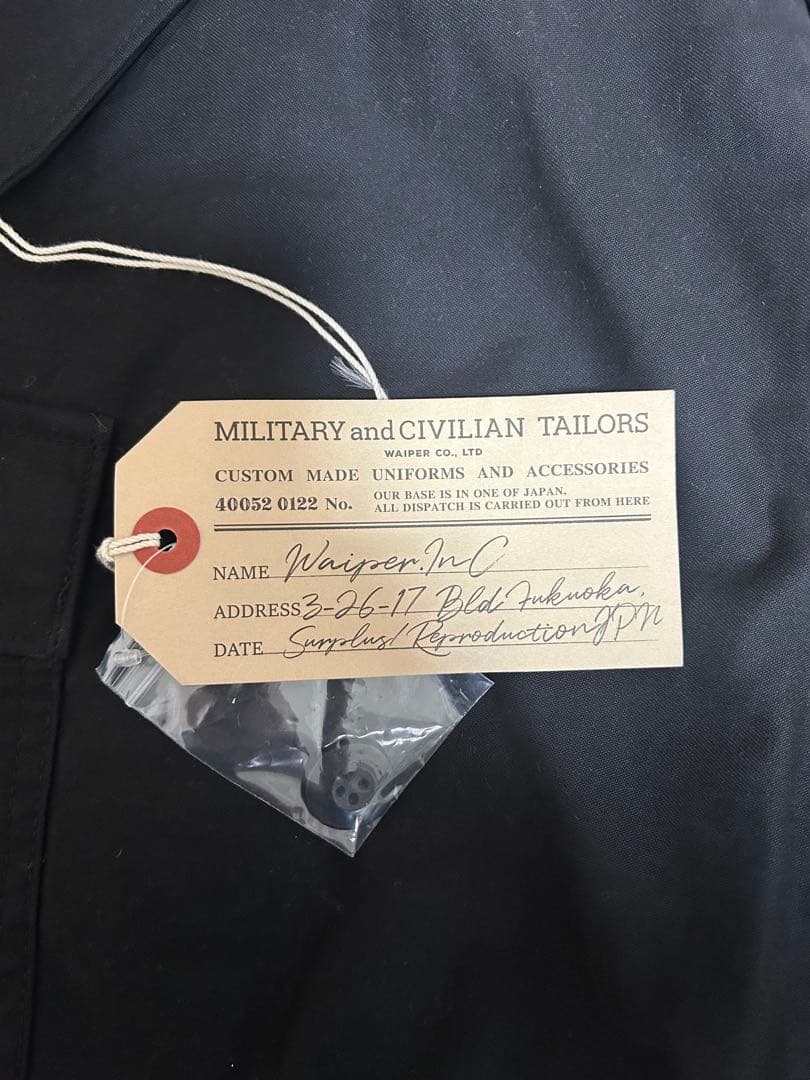 MILITARY and CIVILIAN TAILORS
WAIPER CO., LTD
CUSTOM MADE UNIFORMS AND ACCESSORIES
40052 0122 No. OUR BASE IS IN ONE OF JAPAN.
ALL DISPATCH IS CARRIED OUT FROM HERE
NAME Waiper.InC
ADDRESS 3-26-17 Bld Fukuoka,
DATE Surplus/ReproductionJPN